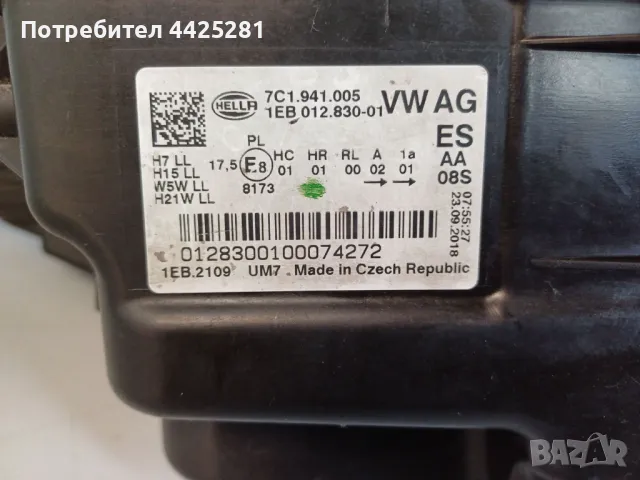 Потребител 4425281
HELLA
7C1.941.005
1EB 012.830-01
VW AG
ES
AA
08S
07:55:27
23.09.2018
H7 LL
H15 LL
W5W LL
H21W LL
PL
17,5 E8 HC HR RL A 1a
01 01 00 02 01
8173 → →
0128300100074272
1EB.2109 UM7 Made in Czech Republic
BAZAR